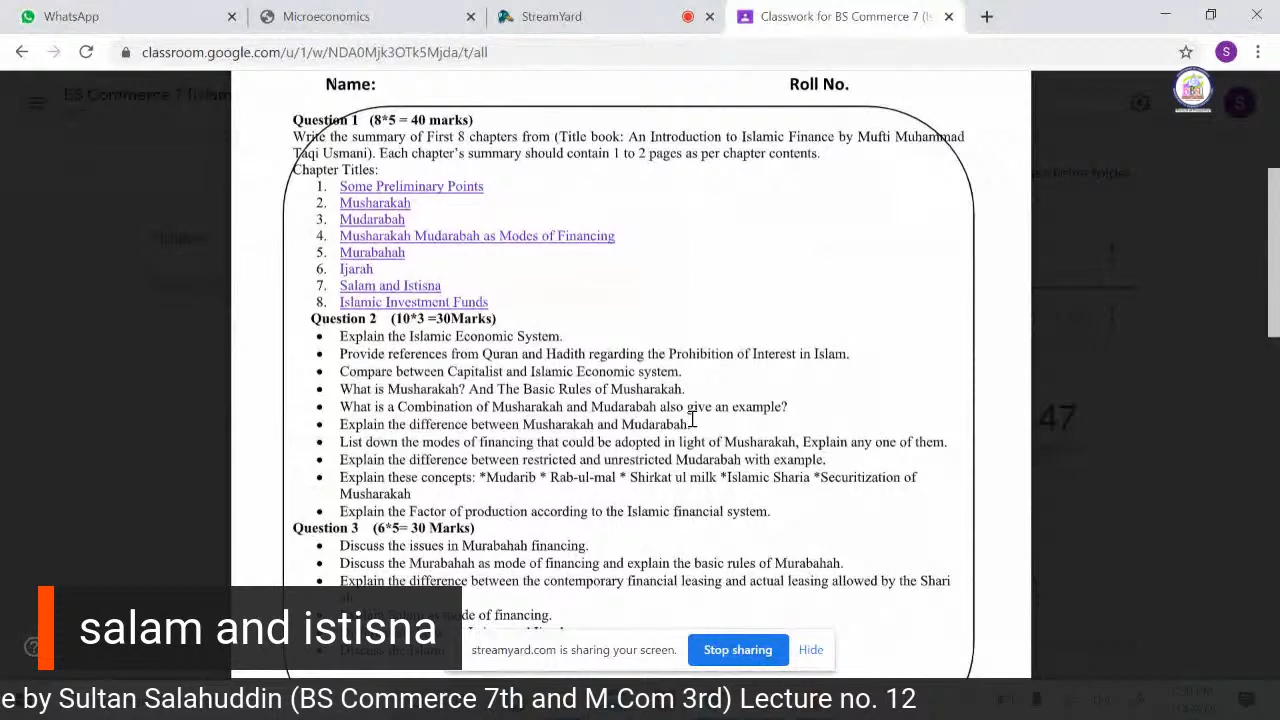 WhatsApp
Microeconomics
StreamYard
Classwork for BS Commerce 7 (Is
classroom.google.com/u/1/w/NDA0Mjk3OTk5Mjda/t/all
S
BS Commerce 7 (Islam
S
Name: Roll No.
Question 1 (8*5 = 40 marks)
Write the summary of First 8 chapters from (Title book: An Introduction to Islamic Finance by Mufti Muhammad
Taqi Usmani). Each chapter’s summary should contain 1 to 2 pages as per chapter contents.
Chapter Titles:
1. Some Preliminary Points
2. Musharakah
3. Mudarabah
4. Musharakah Mudarabah as Modes of Financing
5. Murabahah
6. Ijarah
7. Salam and Istisna
8. Islamic Investment Funds
Question 2 (10*3 =30Marks)
• Explain the Islamic Economic System.
• Provide references from Quran and Hadith regarding the Prohibition of Interest in Islam.
• Compare between Capitalist and Islamic Economic system.
• What is Musharakah? And The Basic Rules of Musharakah.
• What is a Combination of Musharakah and Mudarabah also give an example?
• Explain the difference between Musharakah and Mudarabah.
• List down the modes of financing that could be adopted in light of Musharakah, Explain any one of them.
• Explain the difference between restricted and unrestricted Mudarabah with example.
• Explain these concepts: *Mudarib * Rab-ul-mal * Shirkat ul milk *Islamic Sharia *Securitization of
Musharakah
• Explain the Factor of production according to the Islamic financial system.
Question 3 (6*5= 30 Marks)
• Discuss the issues in Murabahah financing.
• Discuss the Murabahah as mode of financing and explain the basic rules of Murabahah.
• Explain the difference between the contemporary financial leasing and actual leasing allowed by the Shari
mode of financing.
47
salam and istisna
streamyard.com is sharing your screen.
Stop sharing
Hide
e by Sultan Salahuddin (BS Commerce 7th and M.Com 3rd) Lecture no. 12